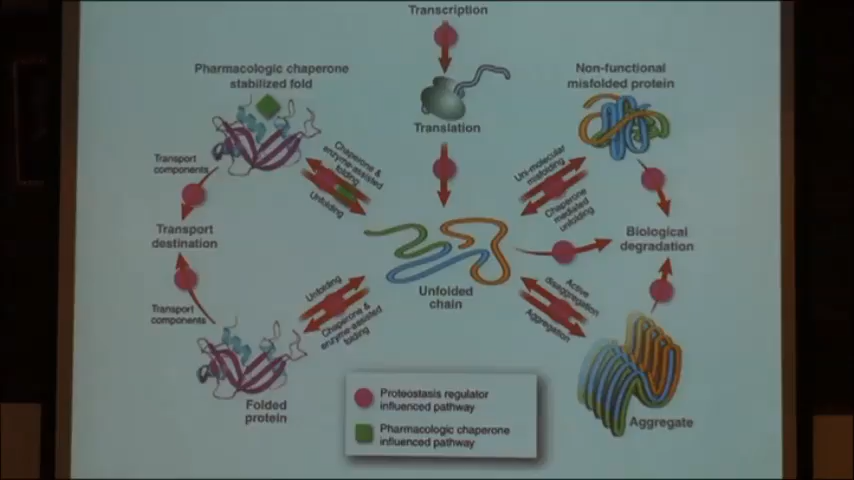 Transcription
Pharmacologic chaperone
stabilized fold
Non-functional
misfolded protein
Translation
Transport
components
Chaperone &
enzyme-assisted
folding
Unfolding
Uni-molecular
misfolding
Chaperone
mediated
unfolding
Transport
destination
Biological
degradation
Unfolded
chain
Unfolding
Chaperone &
enzyme-assisted
folding
Active
disaggregation
Aggregation
Transport
components
Folded
protein
Aggregate
Proteostasis regulator
influenced pathway
Pharmacologic chaperone
influenced pathway